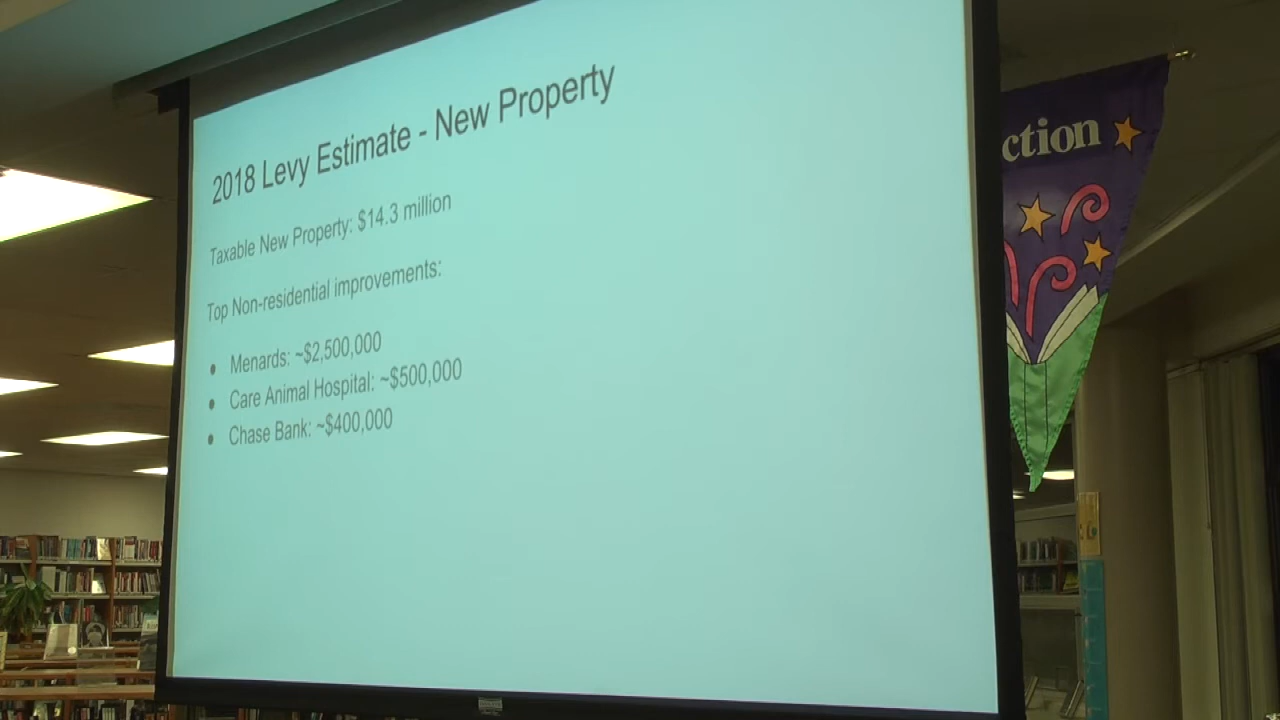 2018 Levy Estimate - New Property
Taxable New Property: $14.3 million
Top Non-residential improvements:
• Menards: ~$2,500,000
• Care Animal Hospital: ~$500,000
• Chase Bank: ~$400,000
ction